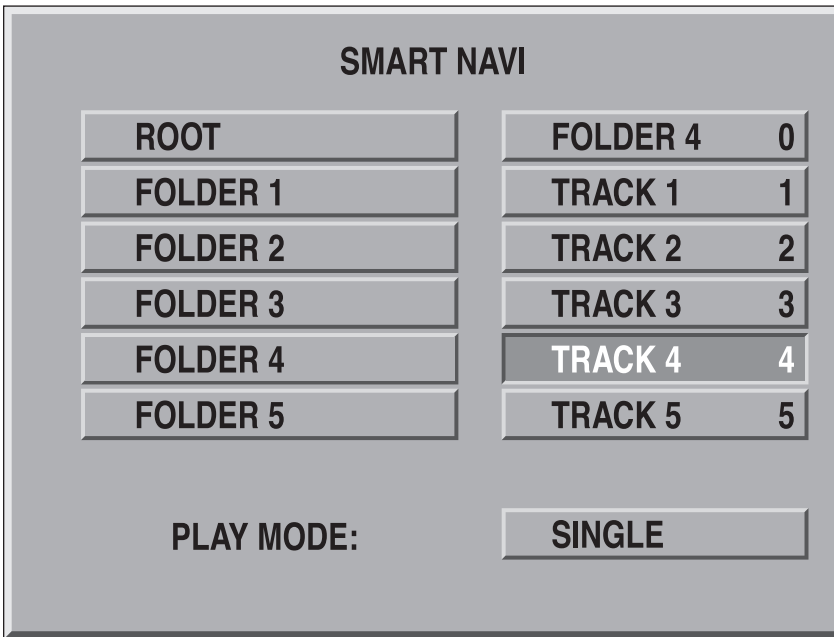 SMART NAVI
ROOT
FOLDER 4 0
FOLDER 1
TRACK 1 1
FOLDER 2
TRACK 2 2
FOLDER 3
TRACK 3 3
FOLDER 4
TRACK 4 4
FOLDER 5
TRACK 5 5
PLAY MODE:
SINGLE